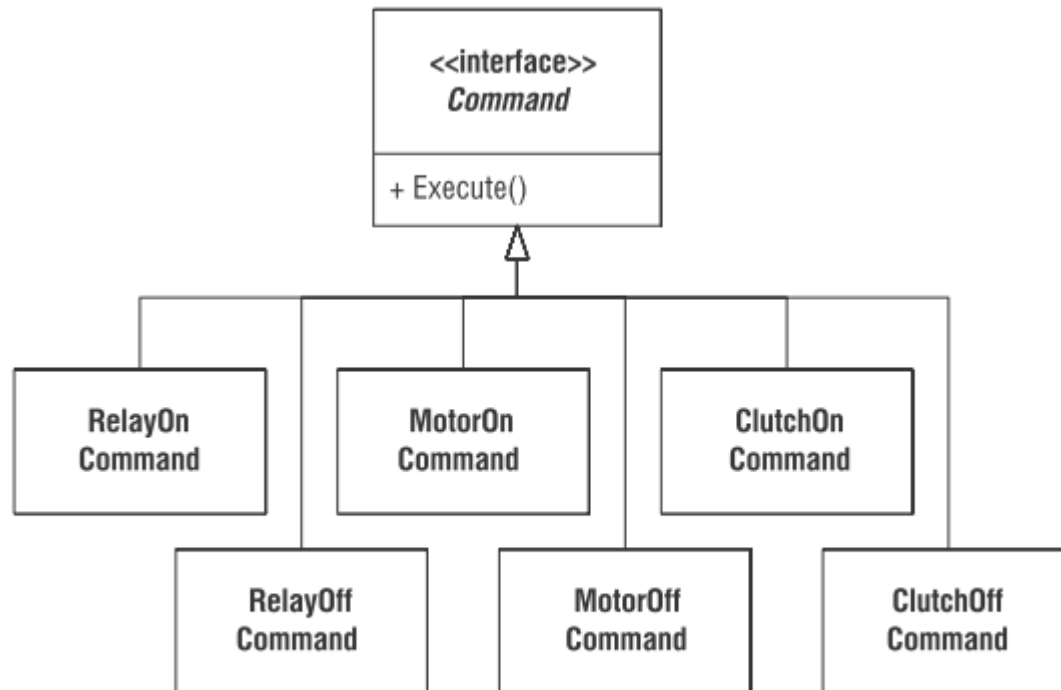 <<interface>>
Command
+ Execute()
RelayOn
Command
MotorOn
Command
ClutchOn
Command
RelayOff
Command
MotorOff
Command
ClutchOff
Command